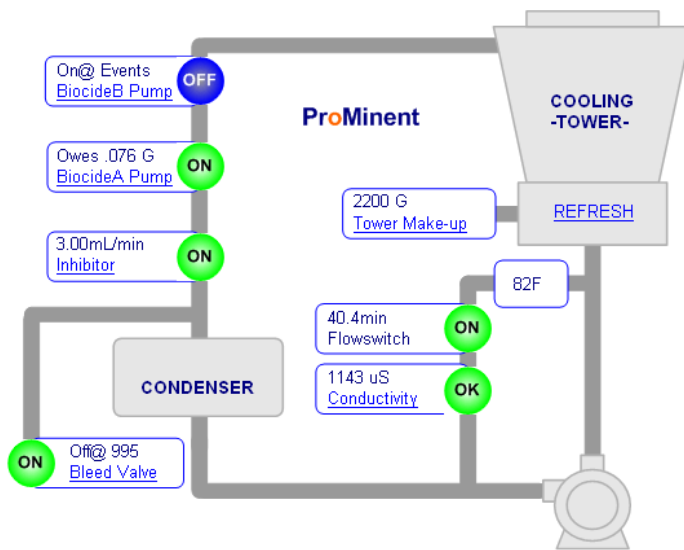 On@ Events
BiocideB Pump
OFF
ProMinent
COOLING
-TOWER-
Owes .076 G
BiocideA Pump
ON
2200 G
Tower Make-up
REFRESH
3.00mL/min
Inhibitor
ON
82F
40.4min
Flowswitch
ON
CONDENSER
1143 uS
Conductivity
OK
ON
Off@ 995
Bleed Valve